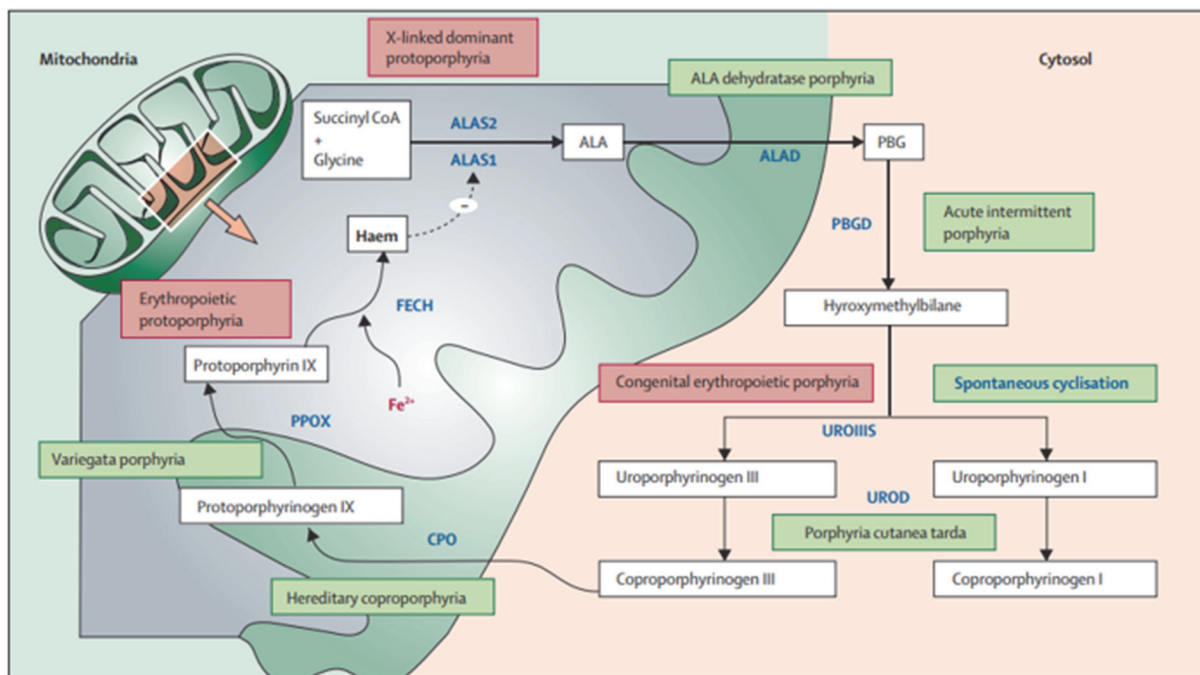 X-linked dominant
protoporphyria
Mitochondria
Cytosol
ALA dehydratase porphyria
Succinyl CoA
+
Glycine
ALAS2
ALAS1
ALA
ALAD
PBG
PBGD
Acute intermittent
porphyria
–
Haem
Erythropoietic
protoporphyria
FECH
Hyroxymethylbilane
Protoporphyrin IX
Fe²⁺
Congenital erythropoietic porphyria
Spontaneous cyclisation
PPOX
UROIIIS
Variegata porphyria
Uroporphyrinogen III
Uroporphyrinogen I
Protoporphyrinogen IX
UROD
Porphyria cutanea tarda
CPO
Coproporphyrinogen III
Coproporphyrinogen I
Hereditary coproporphyria